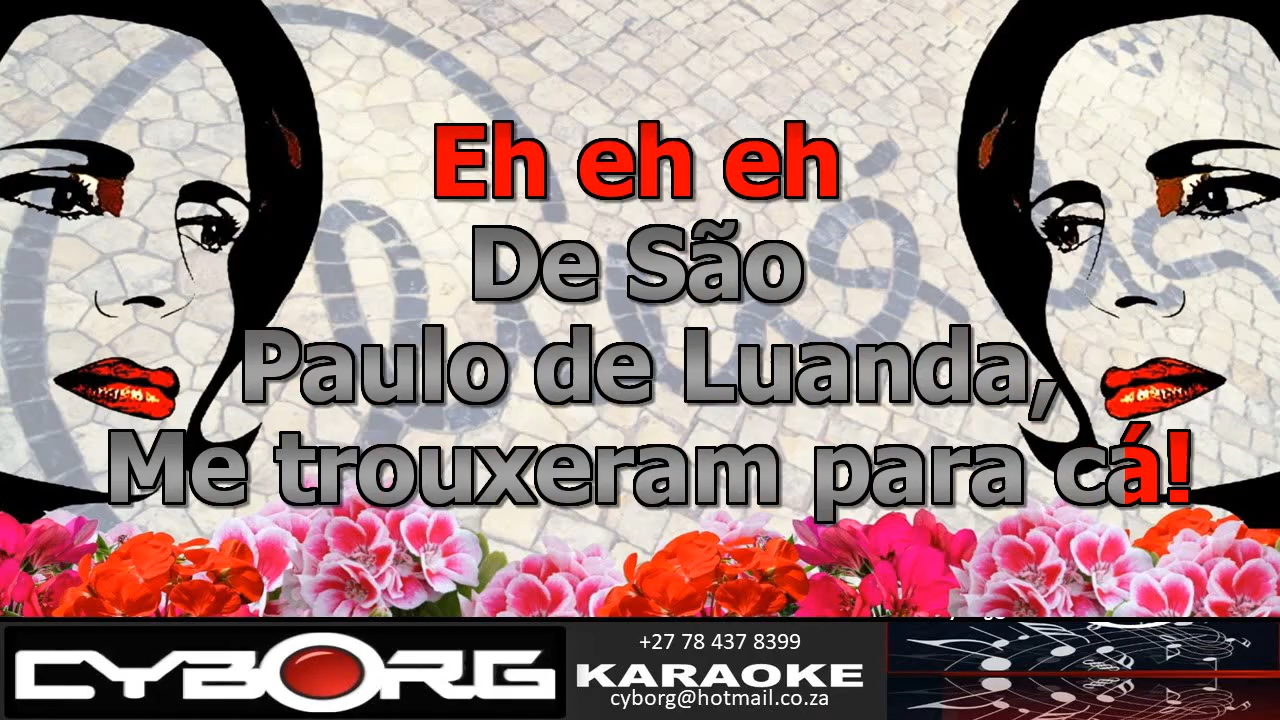 Eh eh eh
De São
Paulo de Luanda,
Me trouxeram para cá!
CYBORG
+27 78 437 8399
KARAOKE
cyborg@hotmail.co.za